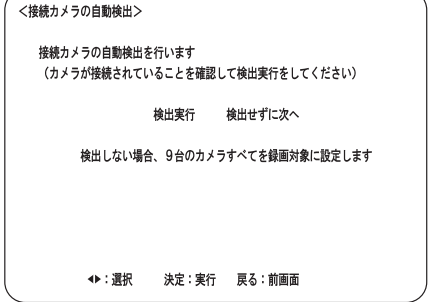 ＜接続カメラの自動検出＞
接続カメラの自動検出を行います
（カメラが接続されていることを確認して検出実行をしてください）
検出実行　　検出せずに次へ
検出しない場合、９台のカメラすべてを録画対象に設定します
◀▶：選択　　決定：実行　　戻る：前画面